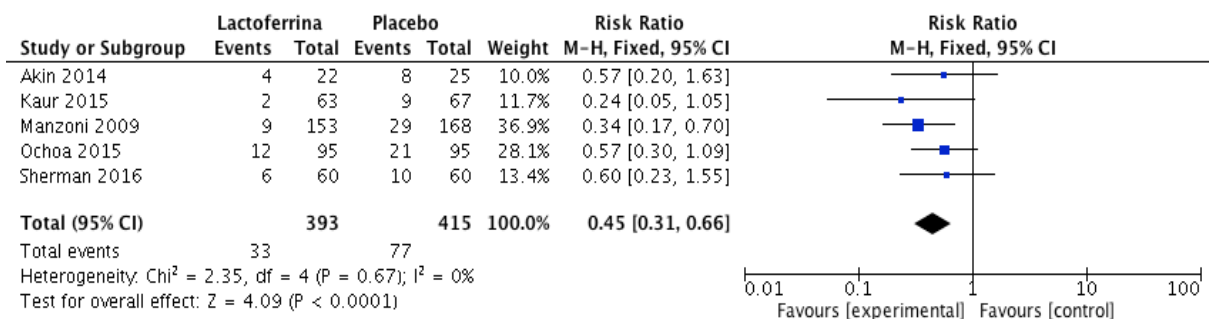 Lactoferrina Placebo Risk Ratio Risk Ratio
Study or Subgroup Events Total Events Total Weight M-H, Fixed, 95% CI M-H, Fixed, 95% CI
Akin 2014 4 22 8 25 10.0% 0.57 [0.20, 1.63]
Kaur 2015 2 63 9 67 11.7% 0.24 [0.05, 1.05]
Manzoni 2009 9 153 29 168 36.9% 0.34 [0.17, 0.70]
Ochoa 2015 12 95 21 95 28.1% 0.57 [0.30, 1.09]
Sherman 2016 6 60 10 60 13.4% 0.60 [0.23, 1.55]
Total (95% CI) 393 415 100.0% 0.45 [0.31, 0.66]
Total events 33 77
Heterogeneity: Chi² = 2.35, df = 4 (P = 0.67); I² = 0%
Test for overall effect: Z = 4.09 (P < 0.0001)
0.01 0.1 1 10 100
Favours [experimental] Favours [control]